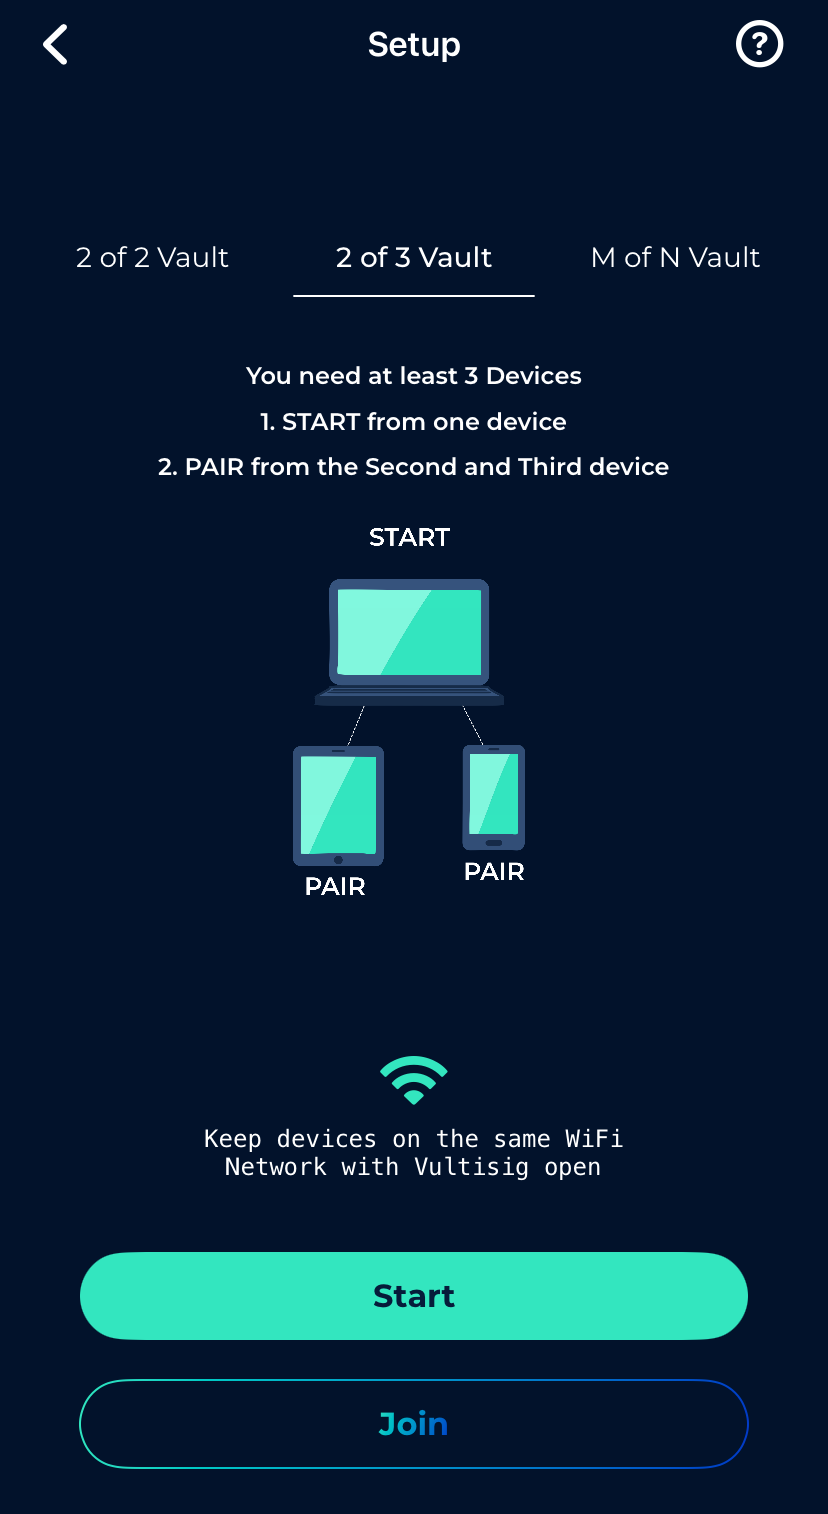 Setup
2 of 2 Vault
2 of 3 Vault
M of N Vault
You need at least 3 Devices
1. START from one device
2. PAIR from the Second and Third device
START
PAIR
PAIR
Keep devices on the same WiFi
Network with Vultisig open
Start
Join